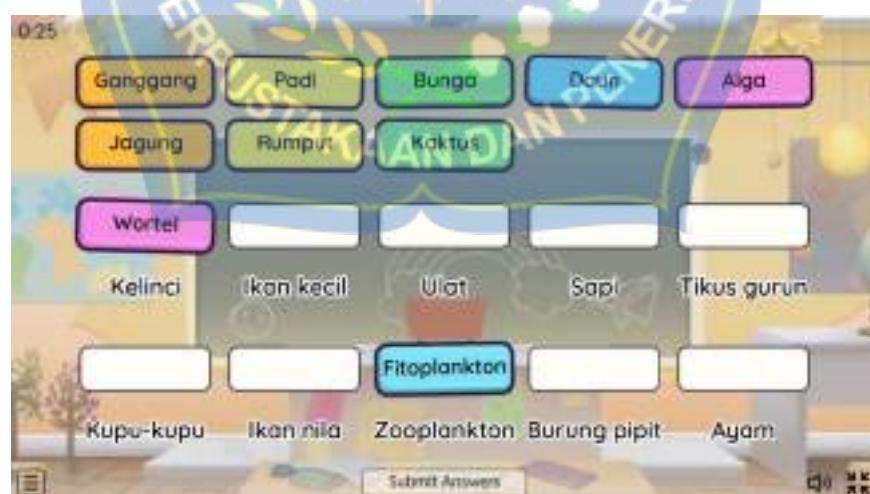 0:25
Ganggang Padi Bunga Daun Alga
Jagung Rumput Kaktus
Wortel
Kelinci Ikan kecil Ulat Sapi Tikus gurun
Fitoplankton
Kupu-kupu Ikan nila Zooplankton Burung pipit Ayam
Submit Answers